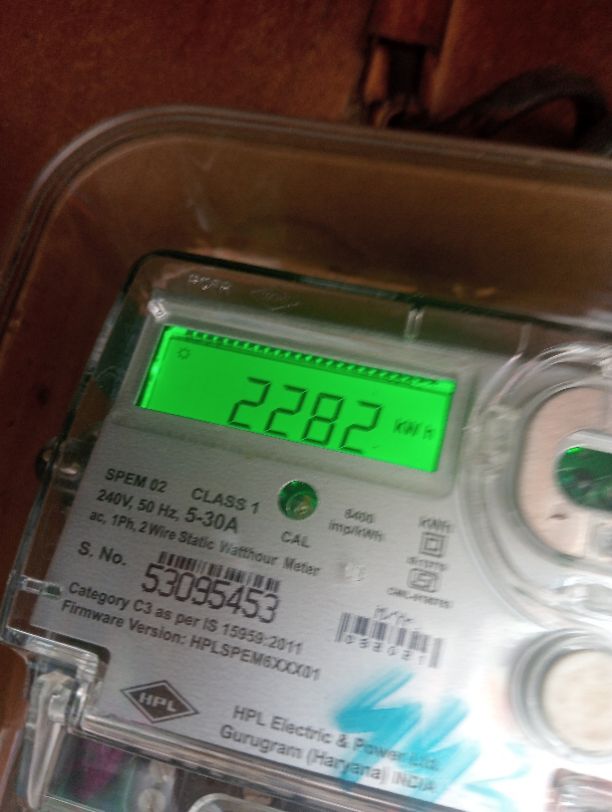 2282 kWh
SPEM 02 CLASS 1
240V, 50 Hz, 5-30A
ac, 1Ph, 2 Wire Static Watthour Meter
CAL
6400
imp/kWh
kWh
S. No.
53095453
Category C3 as per IS 15959:2011
Firmware Version: HPLSPEM6XXX01
HPL
HPL Electric & Power Ltd.
Gurugram (Haryana) INDIA